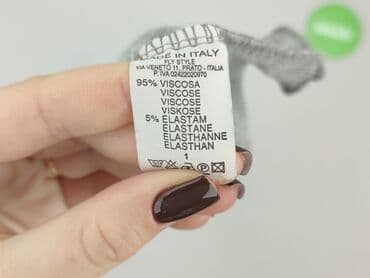 MADE IN ITALY
FLY STYLE
VIA VENETO 11, PRATO - ITALIA
P. IVA 02422020970
95% VISCOSA
VISCOSE
VISCOSE
VISKOSE
5% ELASTAM
ELASTANE
ELASTHANNE
ELASTHAN
1